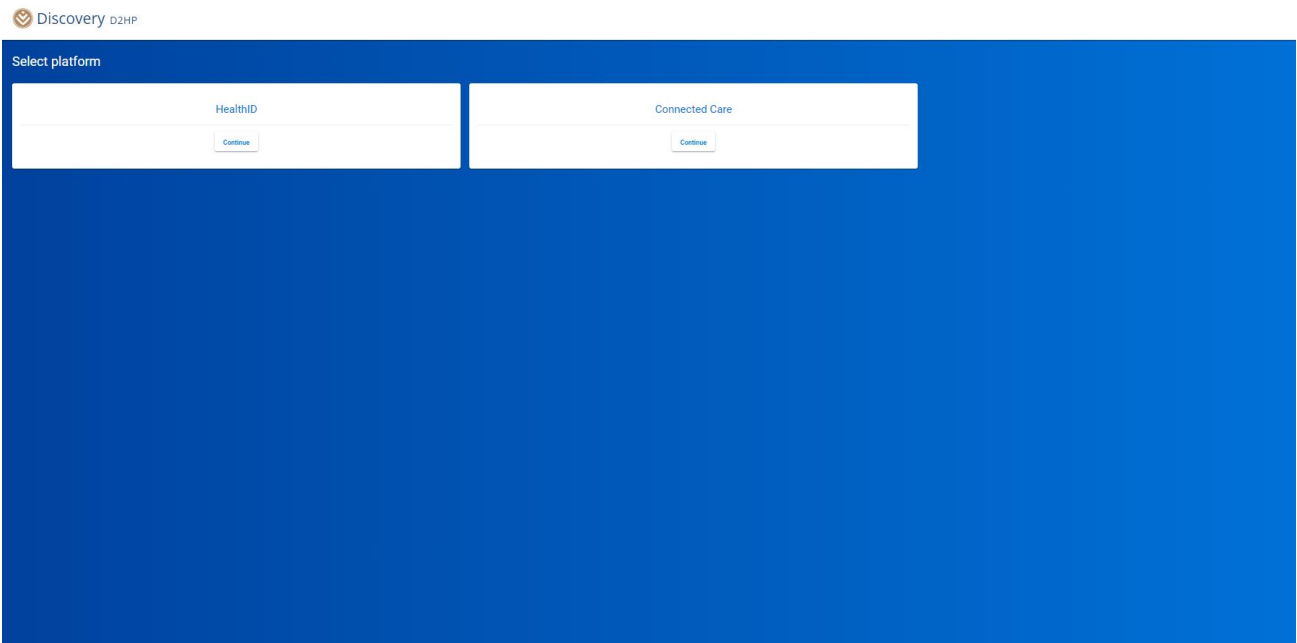 Discovery D2HP
Select platform
HealthID
Continue
Connected Care
Continue